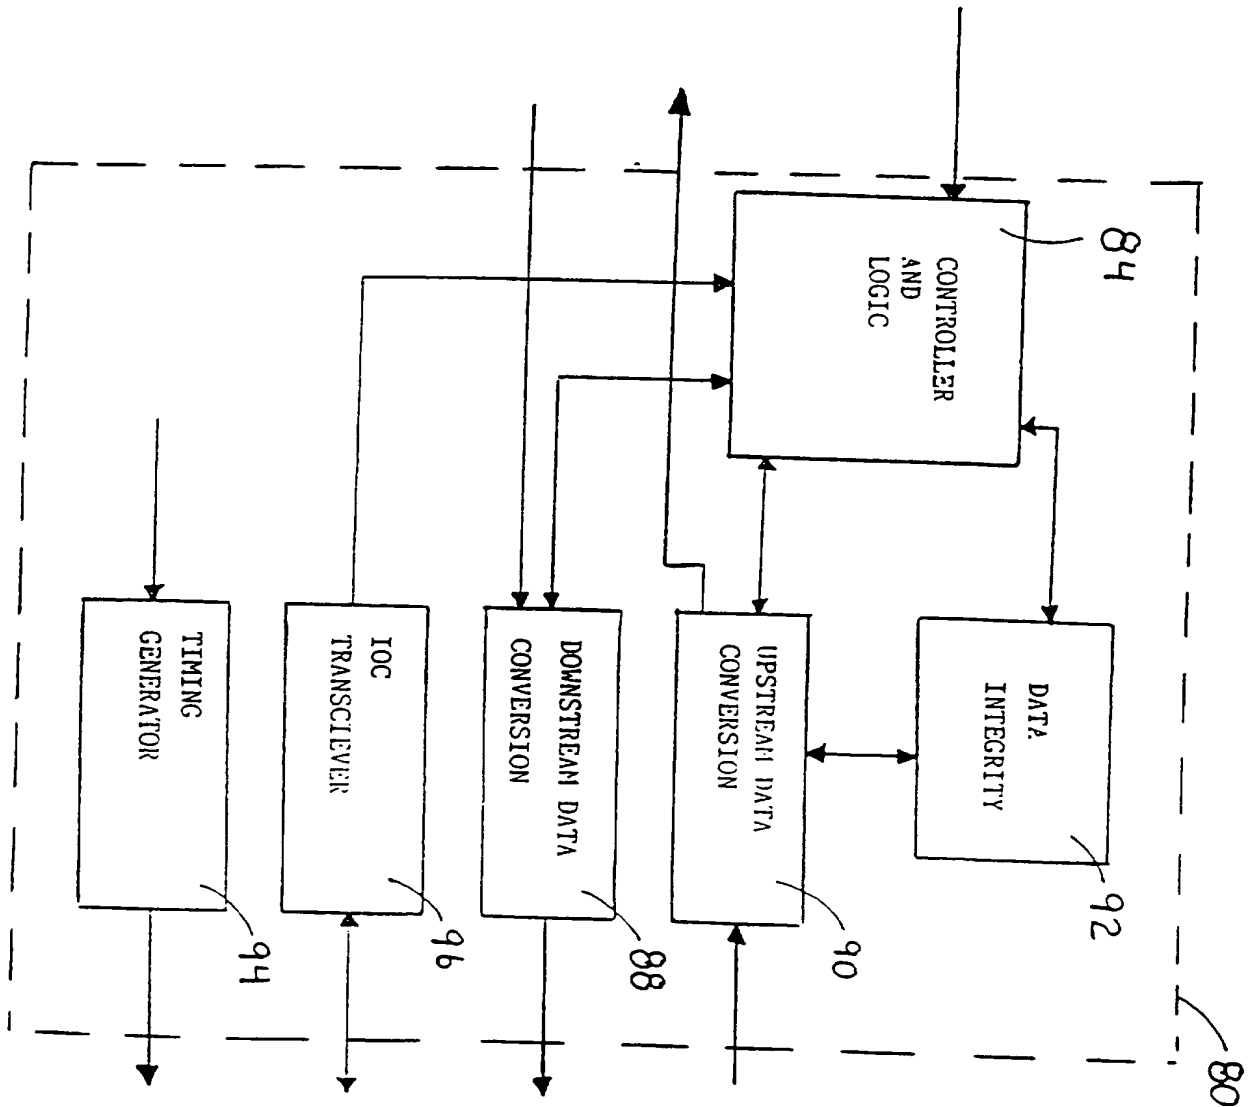 80
84
CONTROLLER
AND
LOGIC
DATA
INTEGRITY
92
UPSTREAM DATA
CONVERSION
90
DOWNSTREAM DATA
CONVERSION
88
IOC
TRANSCIEVER
96
TIMING
GENERATOR
94